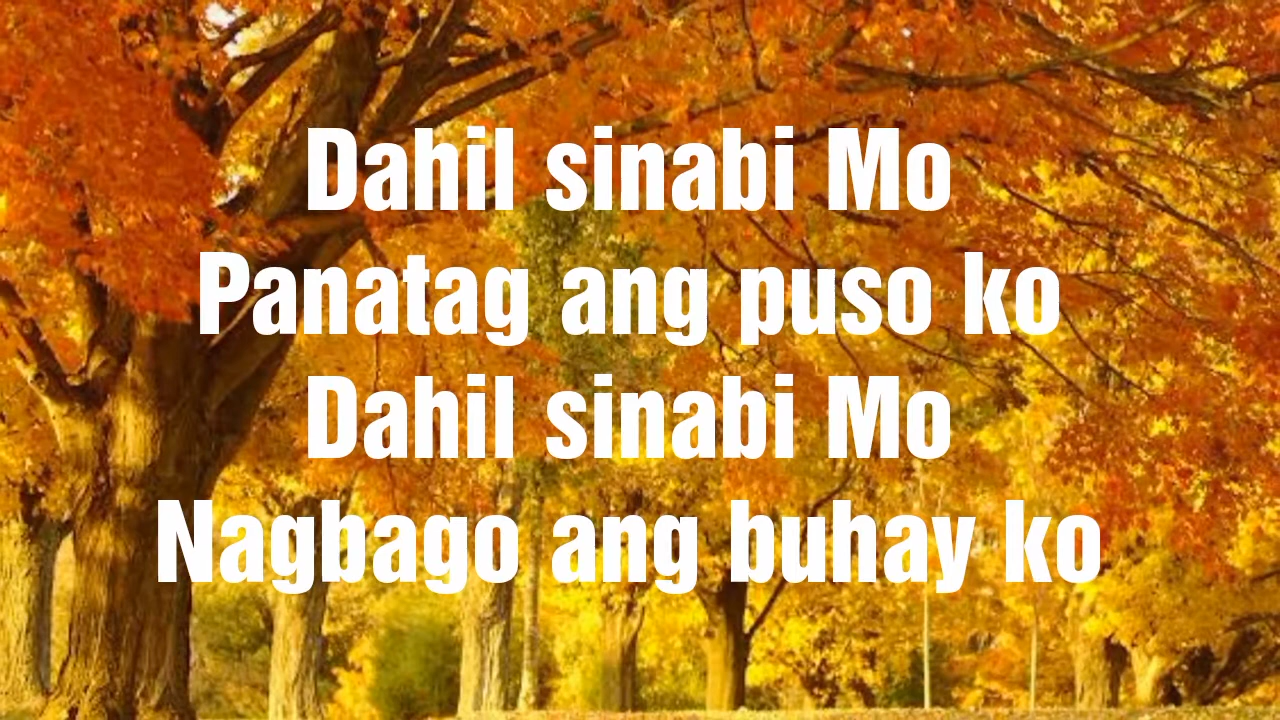 Dahil sinabi Mo
Panatag ang puso ko
Dahil sinabi Mo
Nagbago ang buhay ko